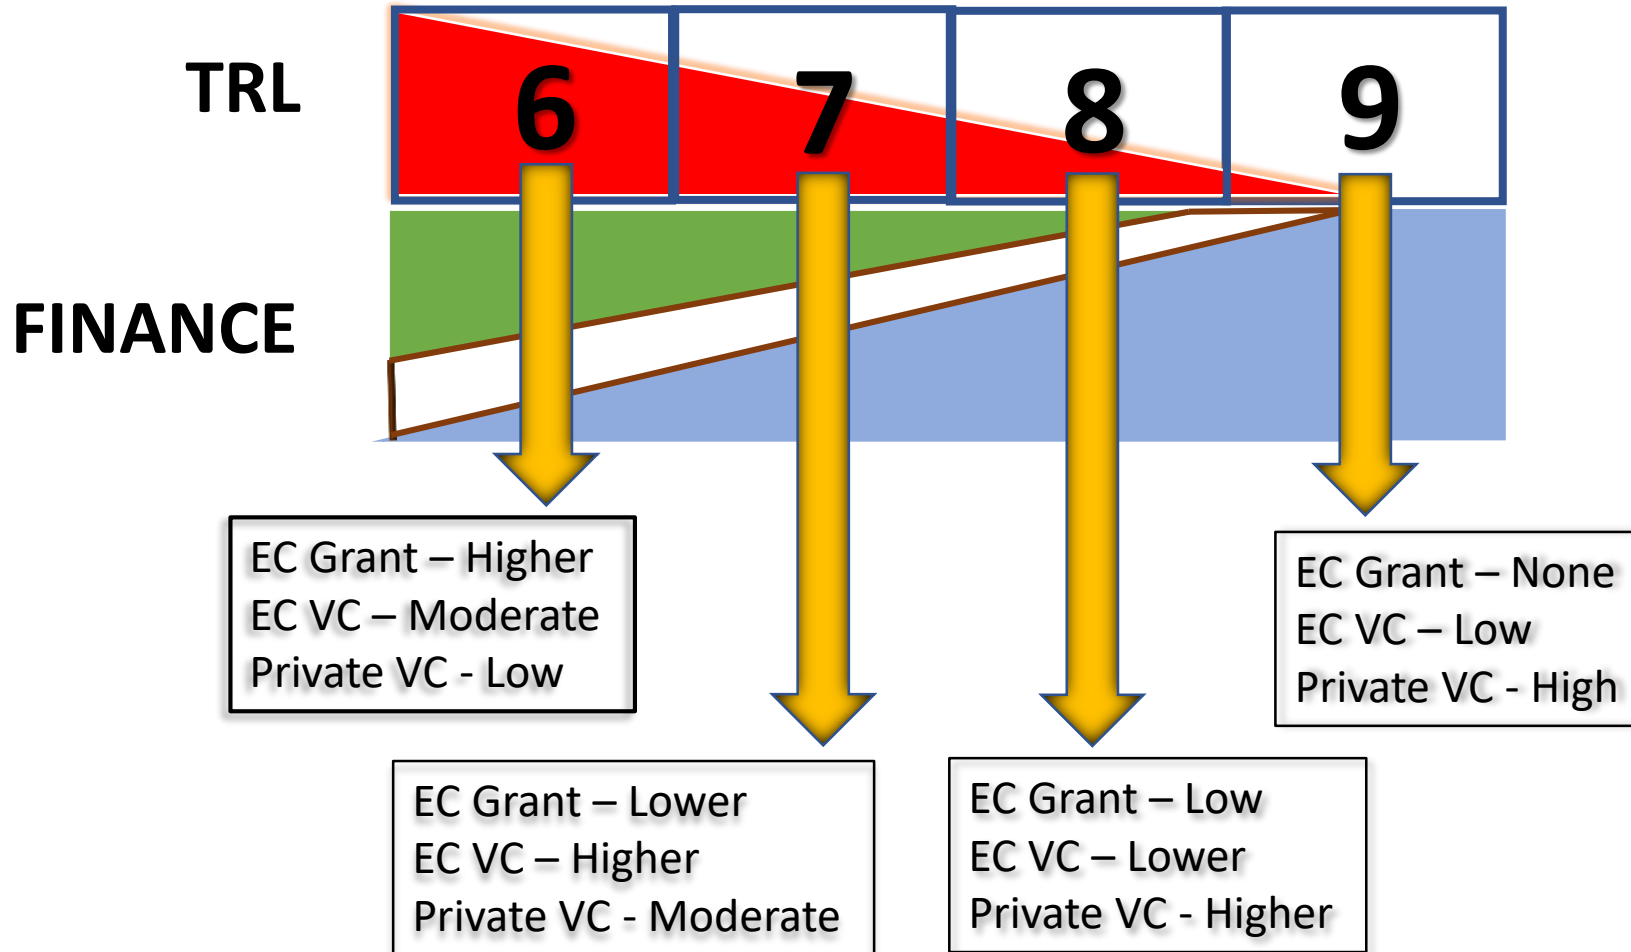 TRL
6
7
8
9
FINANCE
EC Grant – Higher
EC VC – Moderate
Private VC - Low
EC Grant – Lower
EC VC – Higher
Private VC - Moderate
EC Grant – Low
EC VC – Lower
Private VC - Higher
EC Grant – None
EC VC – Low
Private VC - High